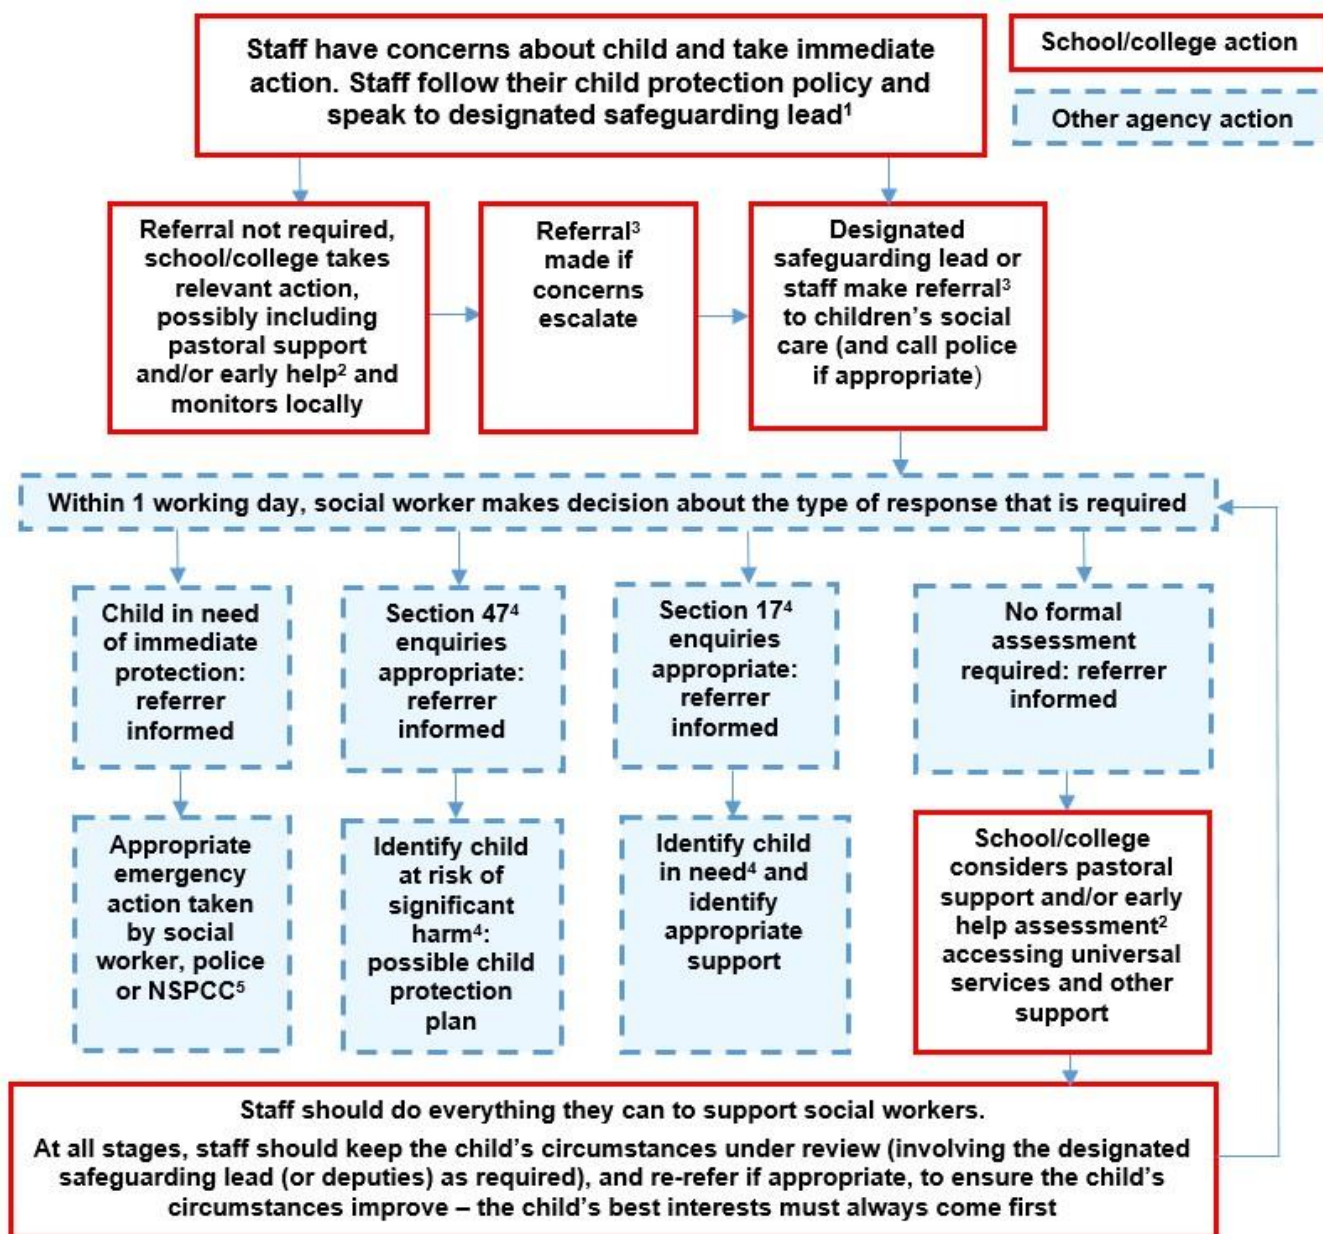 Staff have concerns about child and take immediate
action. Staff follow their child protection policy and
speak to designated safeguarding lead¹
School/college action
Other agency action
Referral not required,
school/college takes
relevant action,
possibly including
pastoral support
and/or early help² and
monitors locally
Referral³
made if
concerns
escalate
Designated
safeguarding lead or
staff make referral³
to children’s social
care (and call police
if appropriate)
Within 1 working day, social worker makes decision about the type of response that is required
Child in need
of immediate
protection:
referrer
informed
Section 47⁴
enquiries
appropriate:
referrer
informed
Section 17⁴
enquiries
appropriate:
referrer
informed
No formal
assessment
required: referrer
informed
Appropriate
emergency
action taken
by social
worker, police
or NSPCC⁵
Identify child
at risk of
significant
harm⁴:
possible child
protection
plan
Identify child
in need⁴ and
identify
appropriate
support
School/college
considers pastoral
support and/or early
help assessment²
accessing universal
services and other
support
Staff should do everything they can to support social workers.
At all stages, staff should keep the child’s circumstances under review (involving the designated
safeguarding lead (or deputies) as required), and re-refer if appropriate, to ensure the child’s
circumstances improve – the child’s best interests must always come first